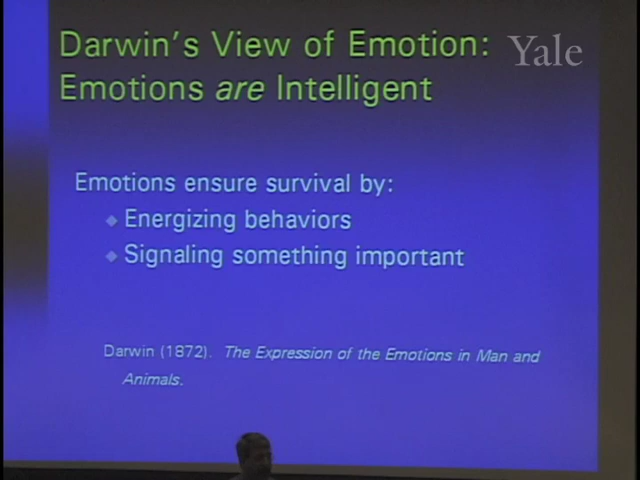 Darwin's View of Emotion:
Yale
Emotions are Intelligent
Emotions ensure survival by:
Energizing behaviors
Signaling something important
Darwin (1872). The Expression of the Emotions in Man and
Animals.